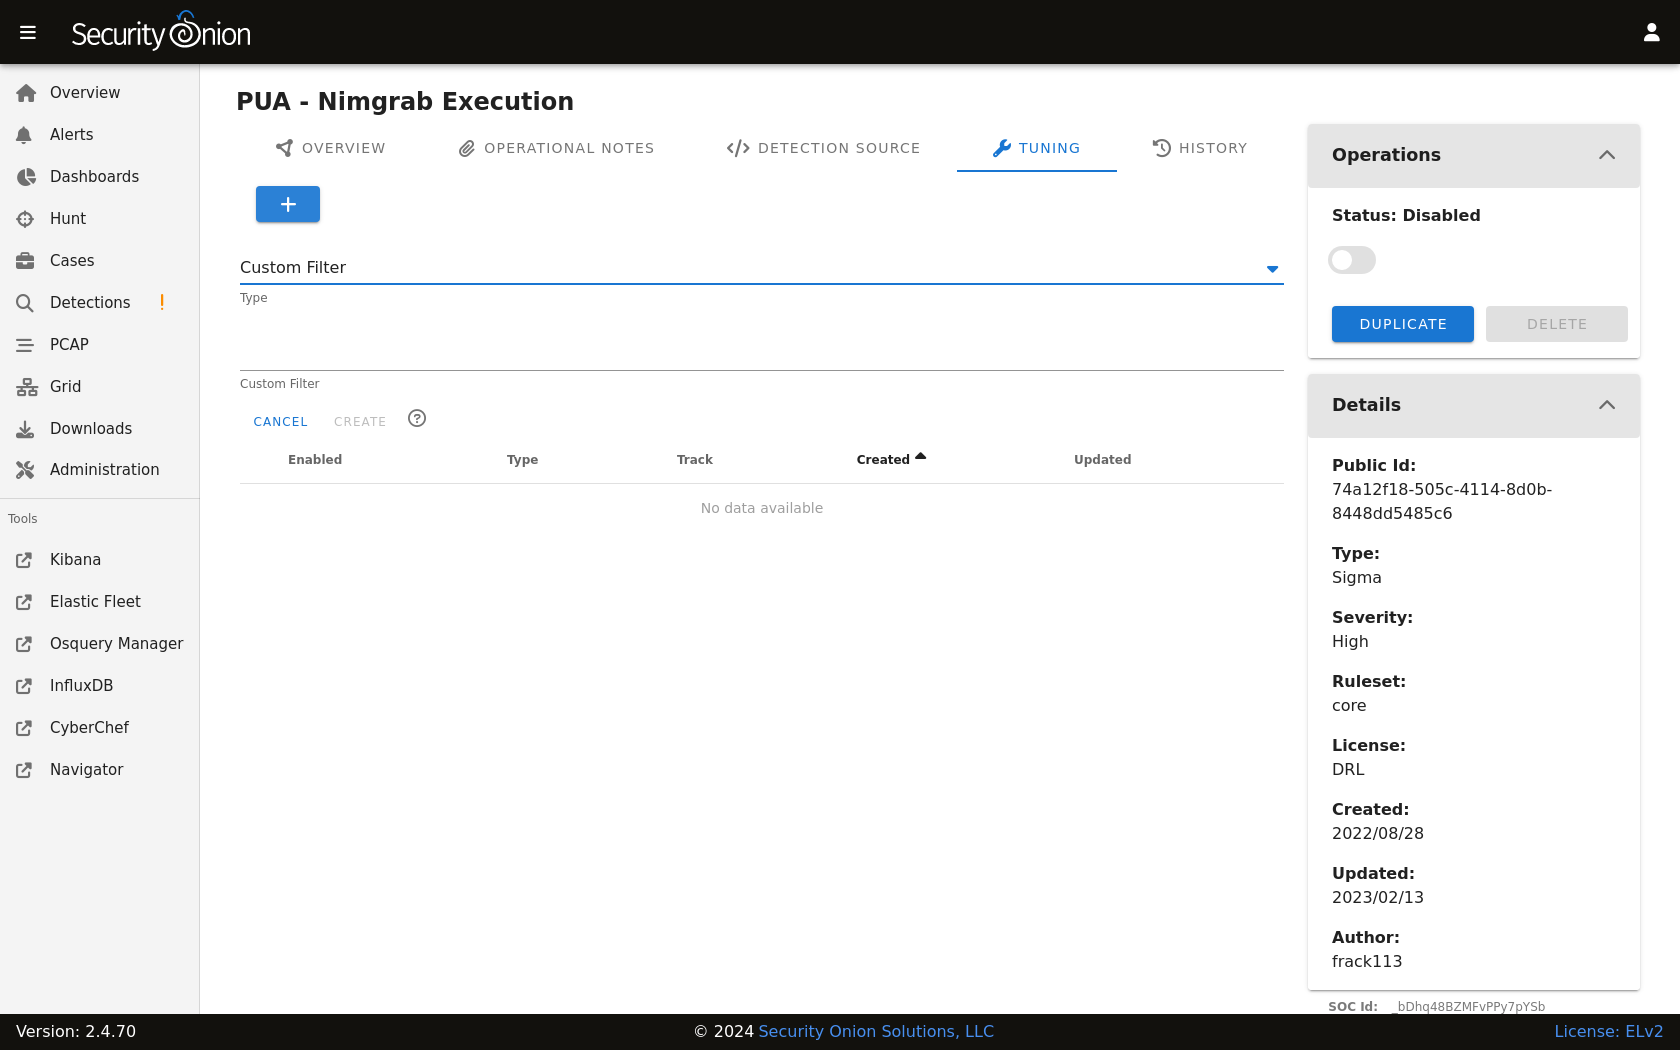 Security Onion
Overview
Alerts
Dashboards
Hunt
Cases
Detections !
PCAP
Grid
Downloads
Administration
Tools
Kibana
Elastic Fleet
Osquery Manager
InfluxDB
CyberChef
Navigator
PUA - Nimgrab Execution
OVERVIEW OPERATIONAL NOTES DETECTION SOURCE TUNING HISTORY
+
Custom Filter
Type
Custom Filter
CANCEL CREATE ?
Enabled Type Track Created Updated
No data available
Operations
Status: Disabled
DUPLICATE DELETE
Details
Public Id:
74a12f18-505c-4114-8d0b-
8448dd5485c6
Type:
Sigma
Severity:
High
Ruleset:
core
License:
DRL
Created:
2022/08/28
Updated:
2023/02/13
Author:
frack113
SOC Id: _bDhq48BZMFvPPy7pYSb
Version: 2.4.70 © 2024 Security Onion Solutions, LLC License: ELv2